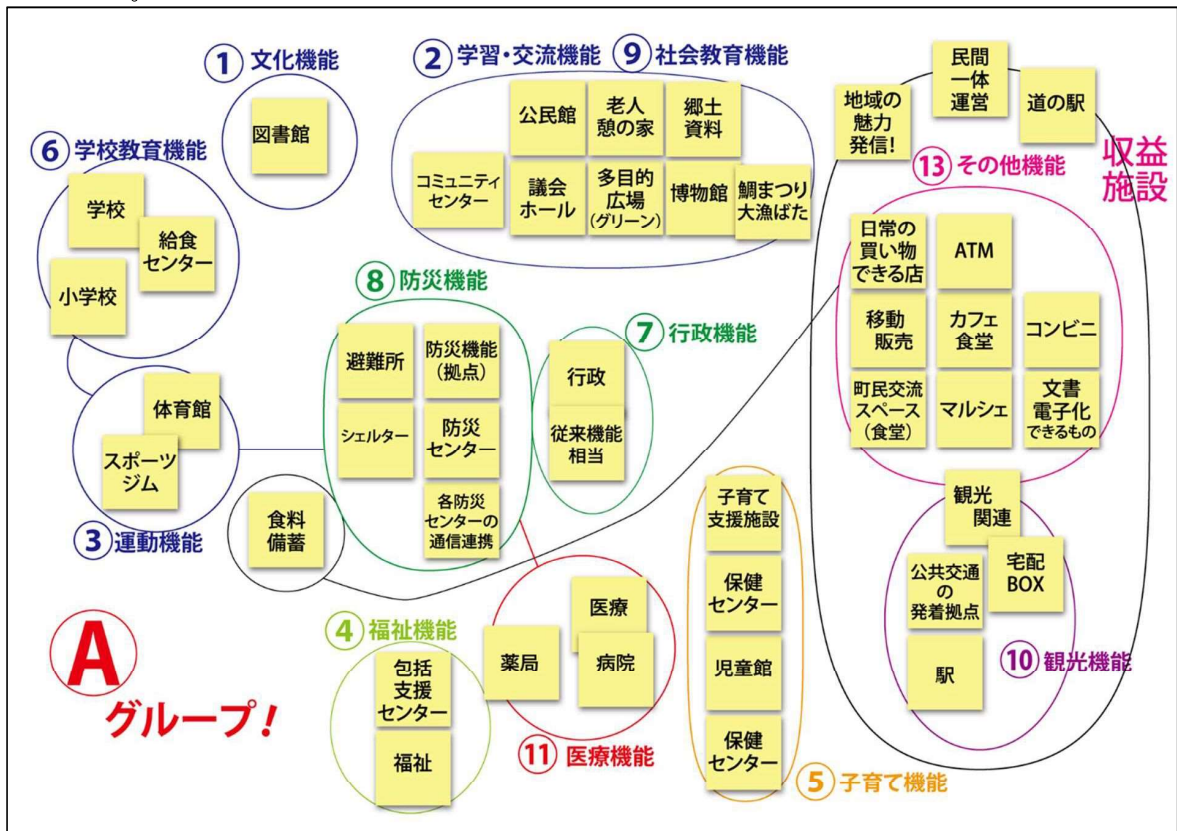 ① 文化機能
図書館
② 学習・交流機能
⑨ 社会教育機能
公民館
老人
憩の家
郷土
資料
コミュニティ
センター
議会
ホール
多目的
広場
(グリーン)
博物館
鯛まつり
大漁ばた
⑥ 学校教育機能
学校
給食
センター
小学校
体育館
スポーツ
ジム
③ 運動機能
⑧ 防災機能
避難所
防災機能
(拠点)
シェルター
防災
センター
各防災
センターの
通信連携
食料
備蓄
⑦ 行政機能
行政
従来機能
相当
民間
一体
運営
地域の
魅力
発信!
道の駅
収益
施設
⑬ その他機能
日常の
買い物
できる店
ATM
移動
販売
カフェ
食堂
コンビニ
町民交流
スペース
(食堂)
マルシェ
文書
電子化
できるもの
観光
関連
宅配
BOX
公共交通
の
発着拠点
駅
⑩ 観光機能
子育て
支援施設
保健
センター
児童館
保健
センター
⑤ 子育て機能
医療
薬局
病院
⑪ 医療機能
④ 福祉機能
包括
支援
センター
福祉
A
グループ!